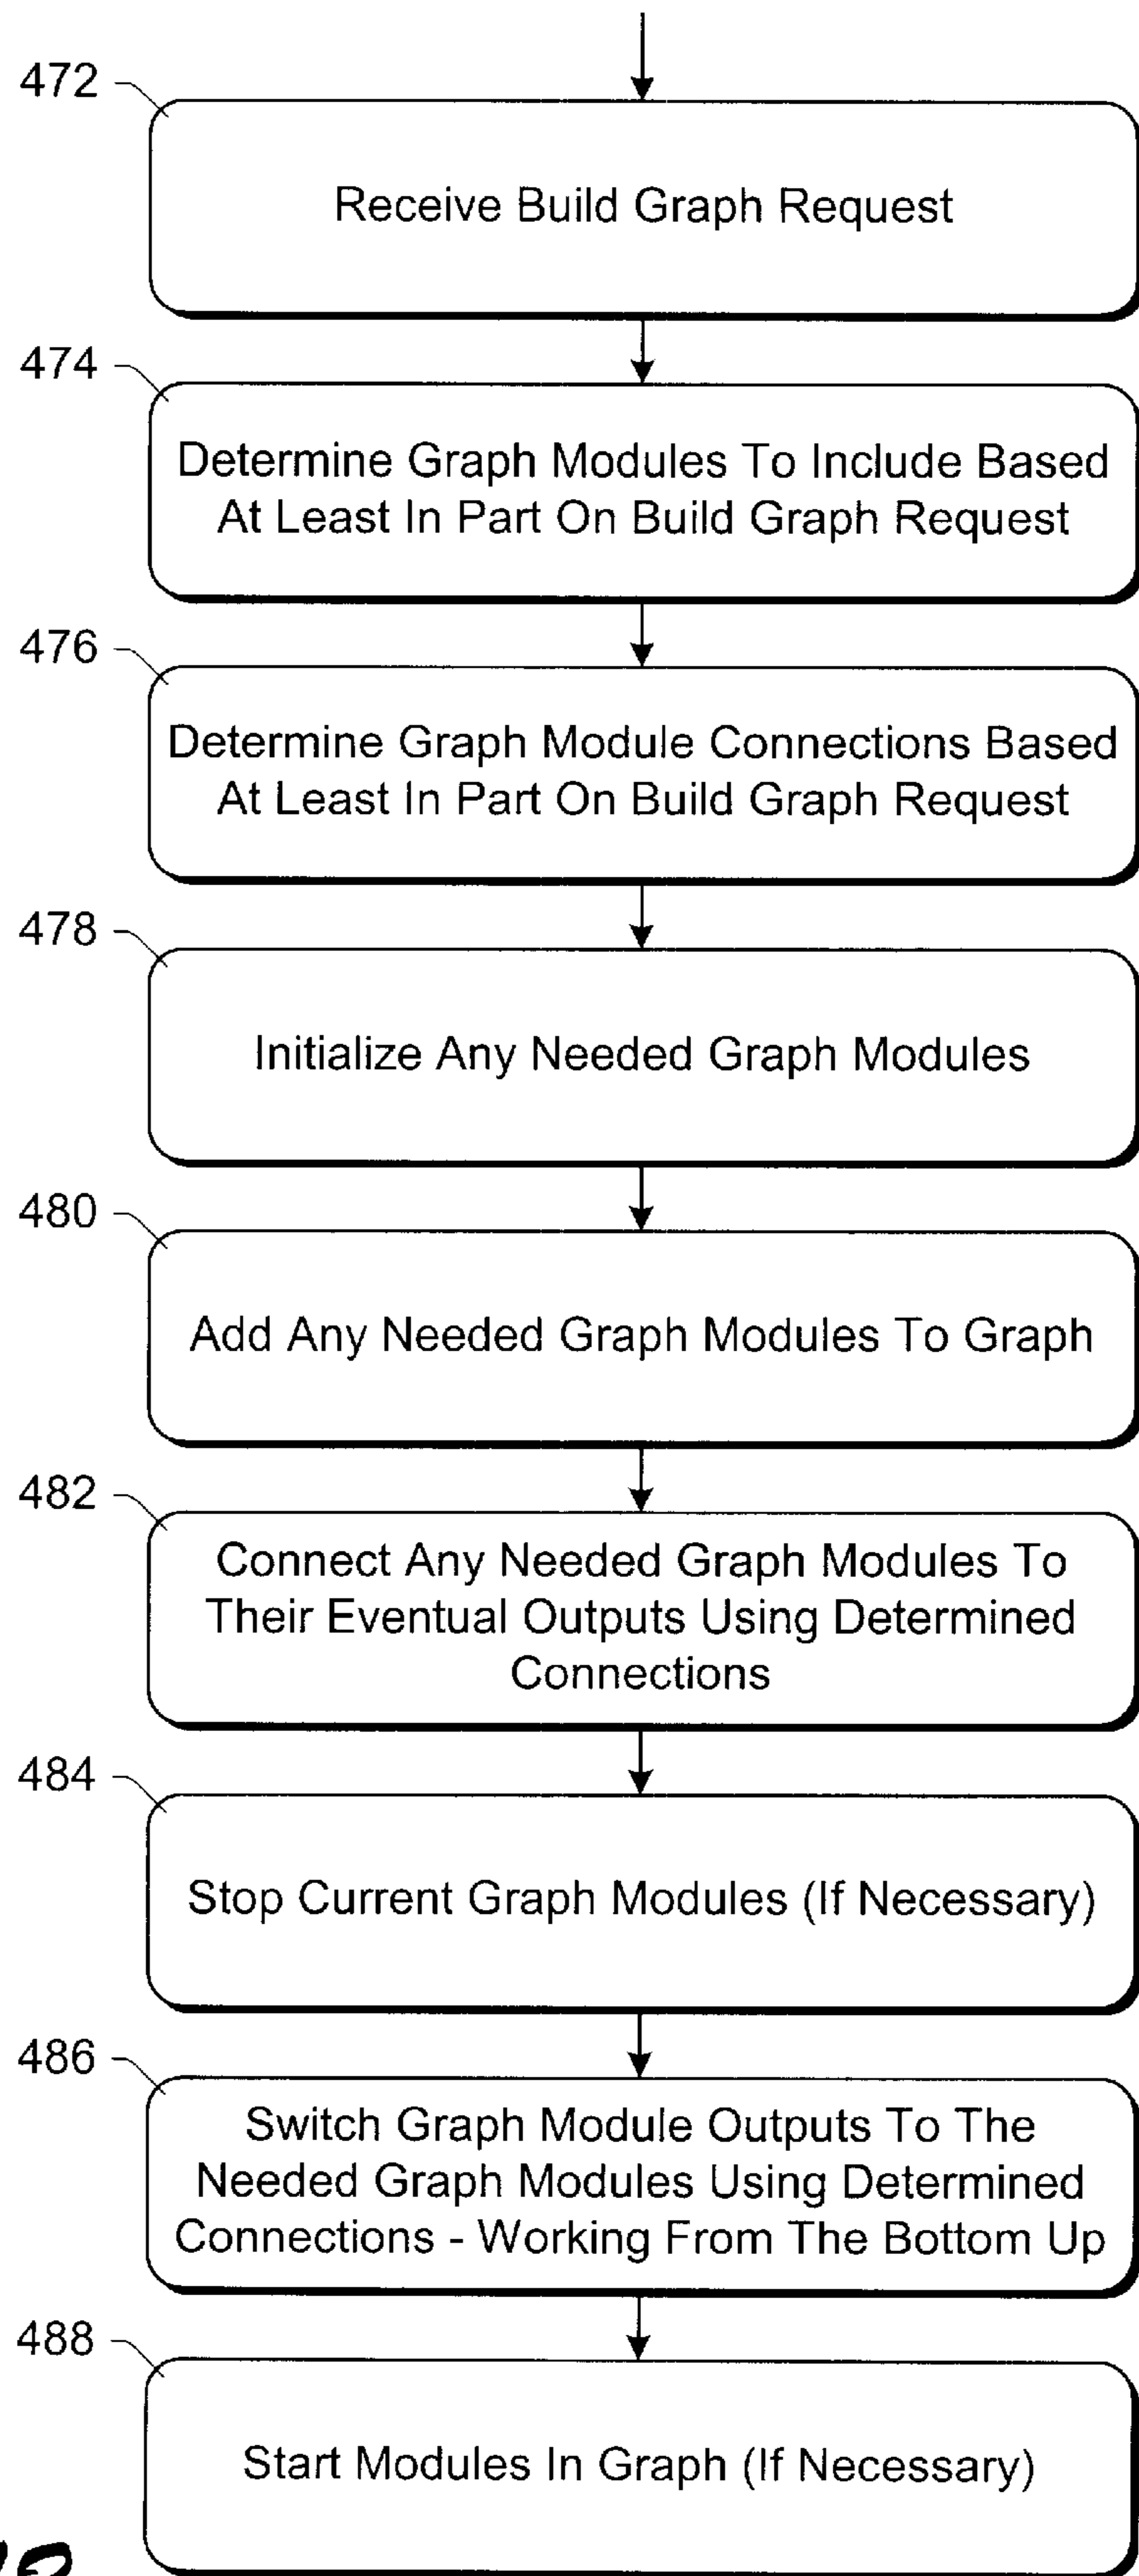 472
Receive Build Graph Request
474
Determine Graph Modules To Include Based
At Least In Part On Build Graph Request
476
Determine Graph Module Connections Based
At Least In Part On Build Graph Request
478
Initialize Any Needed Graph Modules
480
Add Any Needed Graph Modules To Graph
482
Connect Any Needed Graph Modules To
Their Eventual Outputs Using Determined
Connections
484
Stop Current Graph Modules (If Necessary)
486
Switch Graph Module Outputs To The
Needed Graph Modules Using Determined
Connections - Working From The Bottom Up
488
Start Modules In Graph (If Necessary)